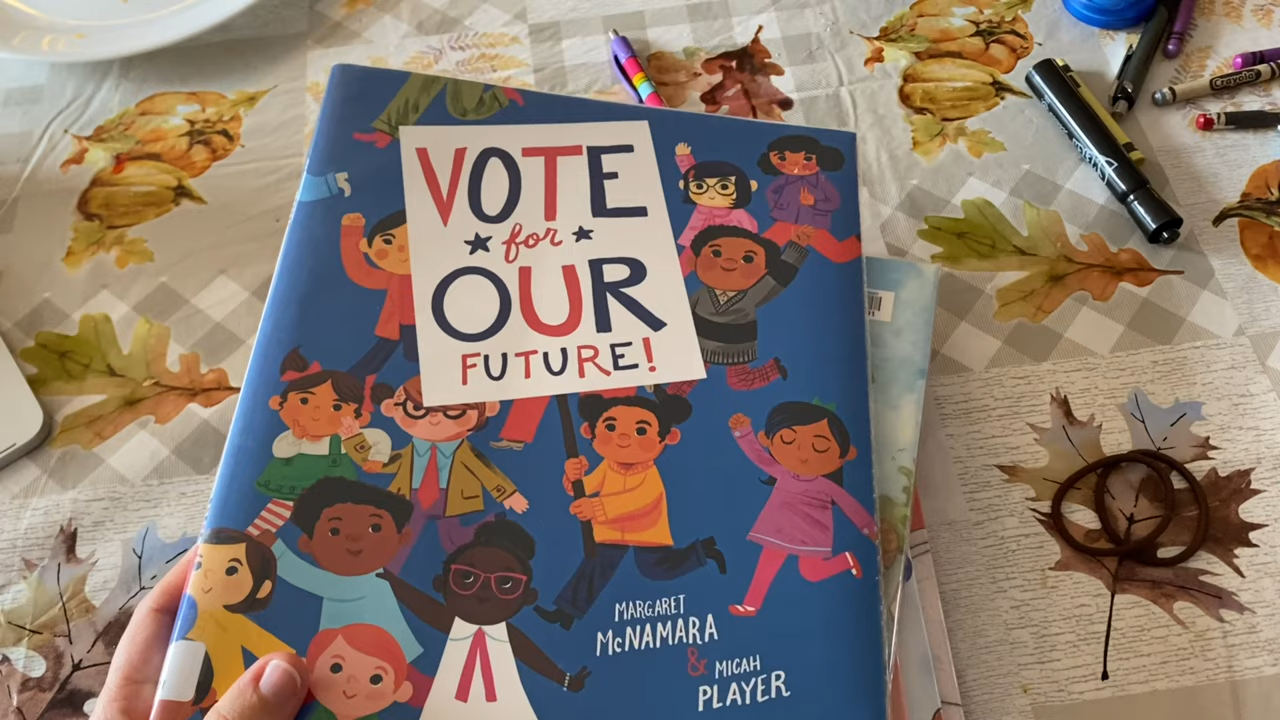 VOTE
for
OUR
FUTURE!
MARGARET
McNAMARA
& MICAH
PLAYER
Crayola